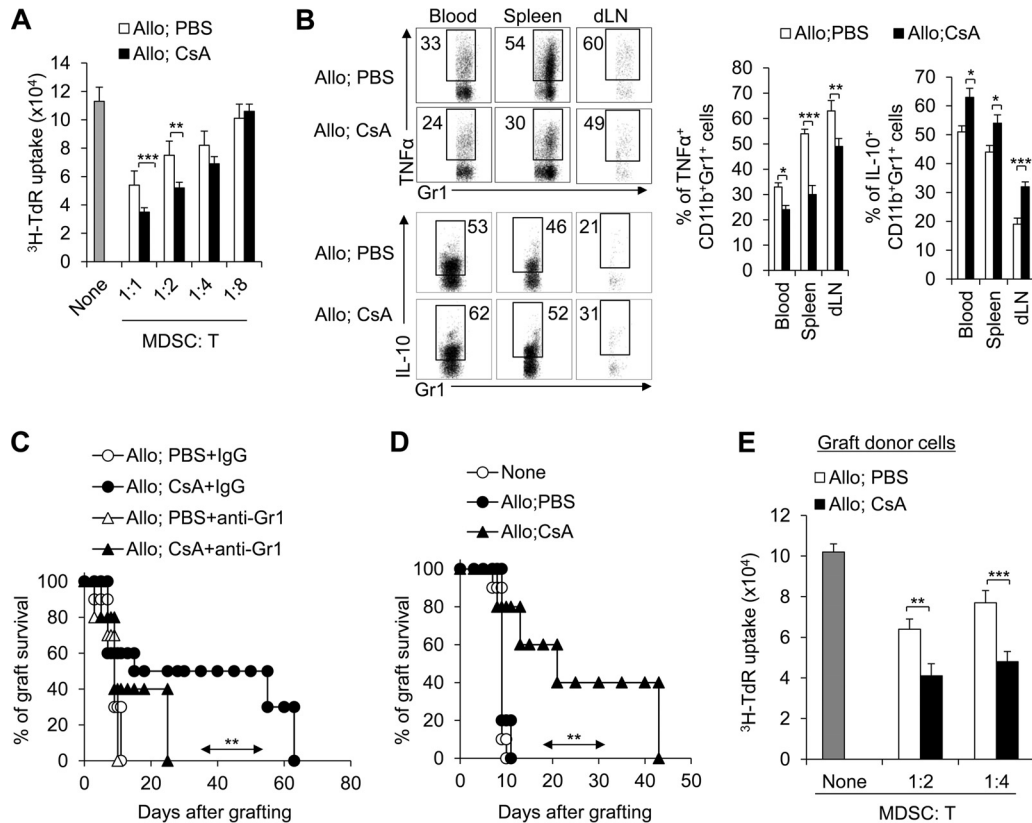 A
Allo; PBS
Allo; CsA
³H-TdR uptake (x10⁴)
14
12
10
8
6
4
2
0
***
**
None
1:1
1:2
1:4
1:8
MDSC: T
B
Blood
Spleen
dLN
Allo; PBS
33
54
60
Allo; CsA
24
30
49
TNFα
Gr1
Allo; PBS
53
46
21
Allo; CsA
62
52
31
IL-10
Gr1
Allo;PBS
Allo;CsA
% of TNFα⁺
CD11b⁺Gr1⁺ cells
80
70
60
50
40
30
20
10
0
*
***
**
Blood
Spleen
dLN
% of IL-10⁺
CD11b⁺Gr1⁺ cells
70
60
50
40
30
20
10
0
*
*
***
Blood
Spleen
dLN
C
Allo; PBS+IgG
Allo; CsA+IgG
Allo; PBS+anti-Gr1
Allo; CsA+anti-Gr1
% of graft survival
100
80
60
40
20
0
**
0
20
40
60
80
Days after grafting
D
None
Allo;PBS
Allo;CsA
% of graft survival
100
80
60
40
20
0
**
0
10
20
30
40
50
Days after grafting
E
Graft donor cells
Allo; PBS
Allo; CsA
³H-TdR uptake (x10⁴)
12
10
8
6
4
2
0
**
***
None
1:2
1:4
MDSC: T